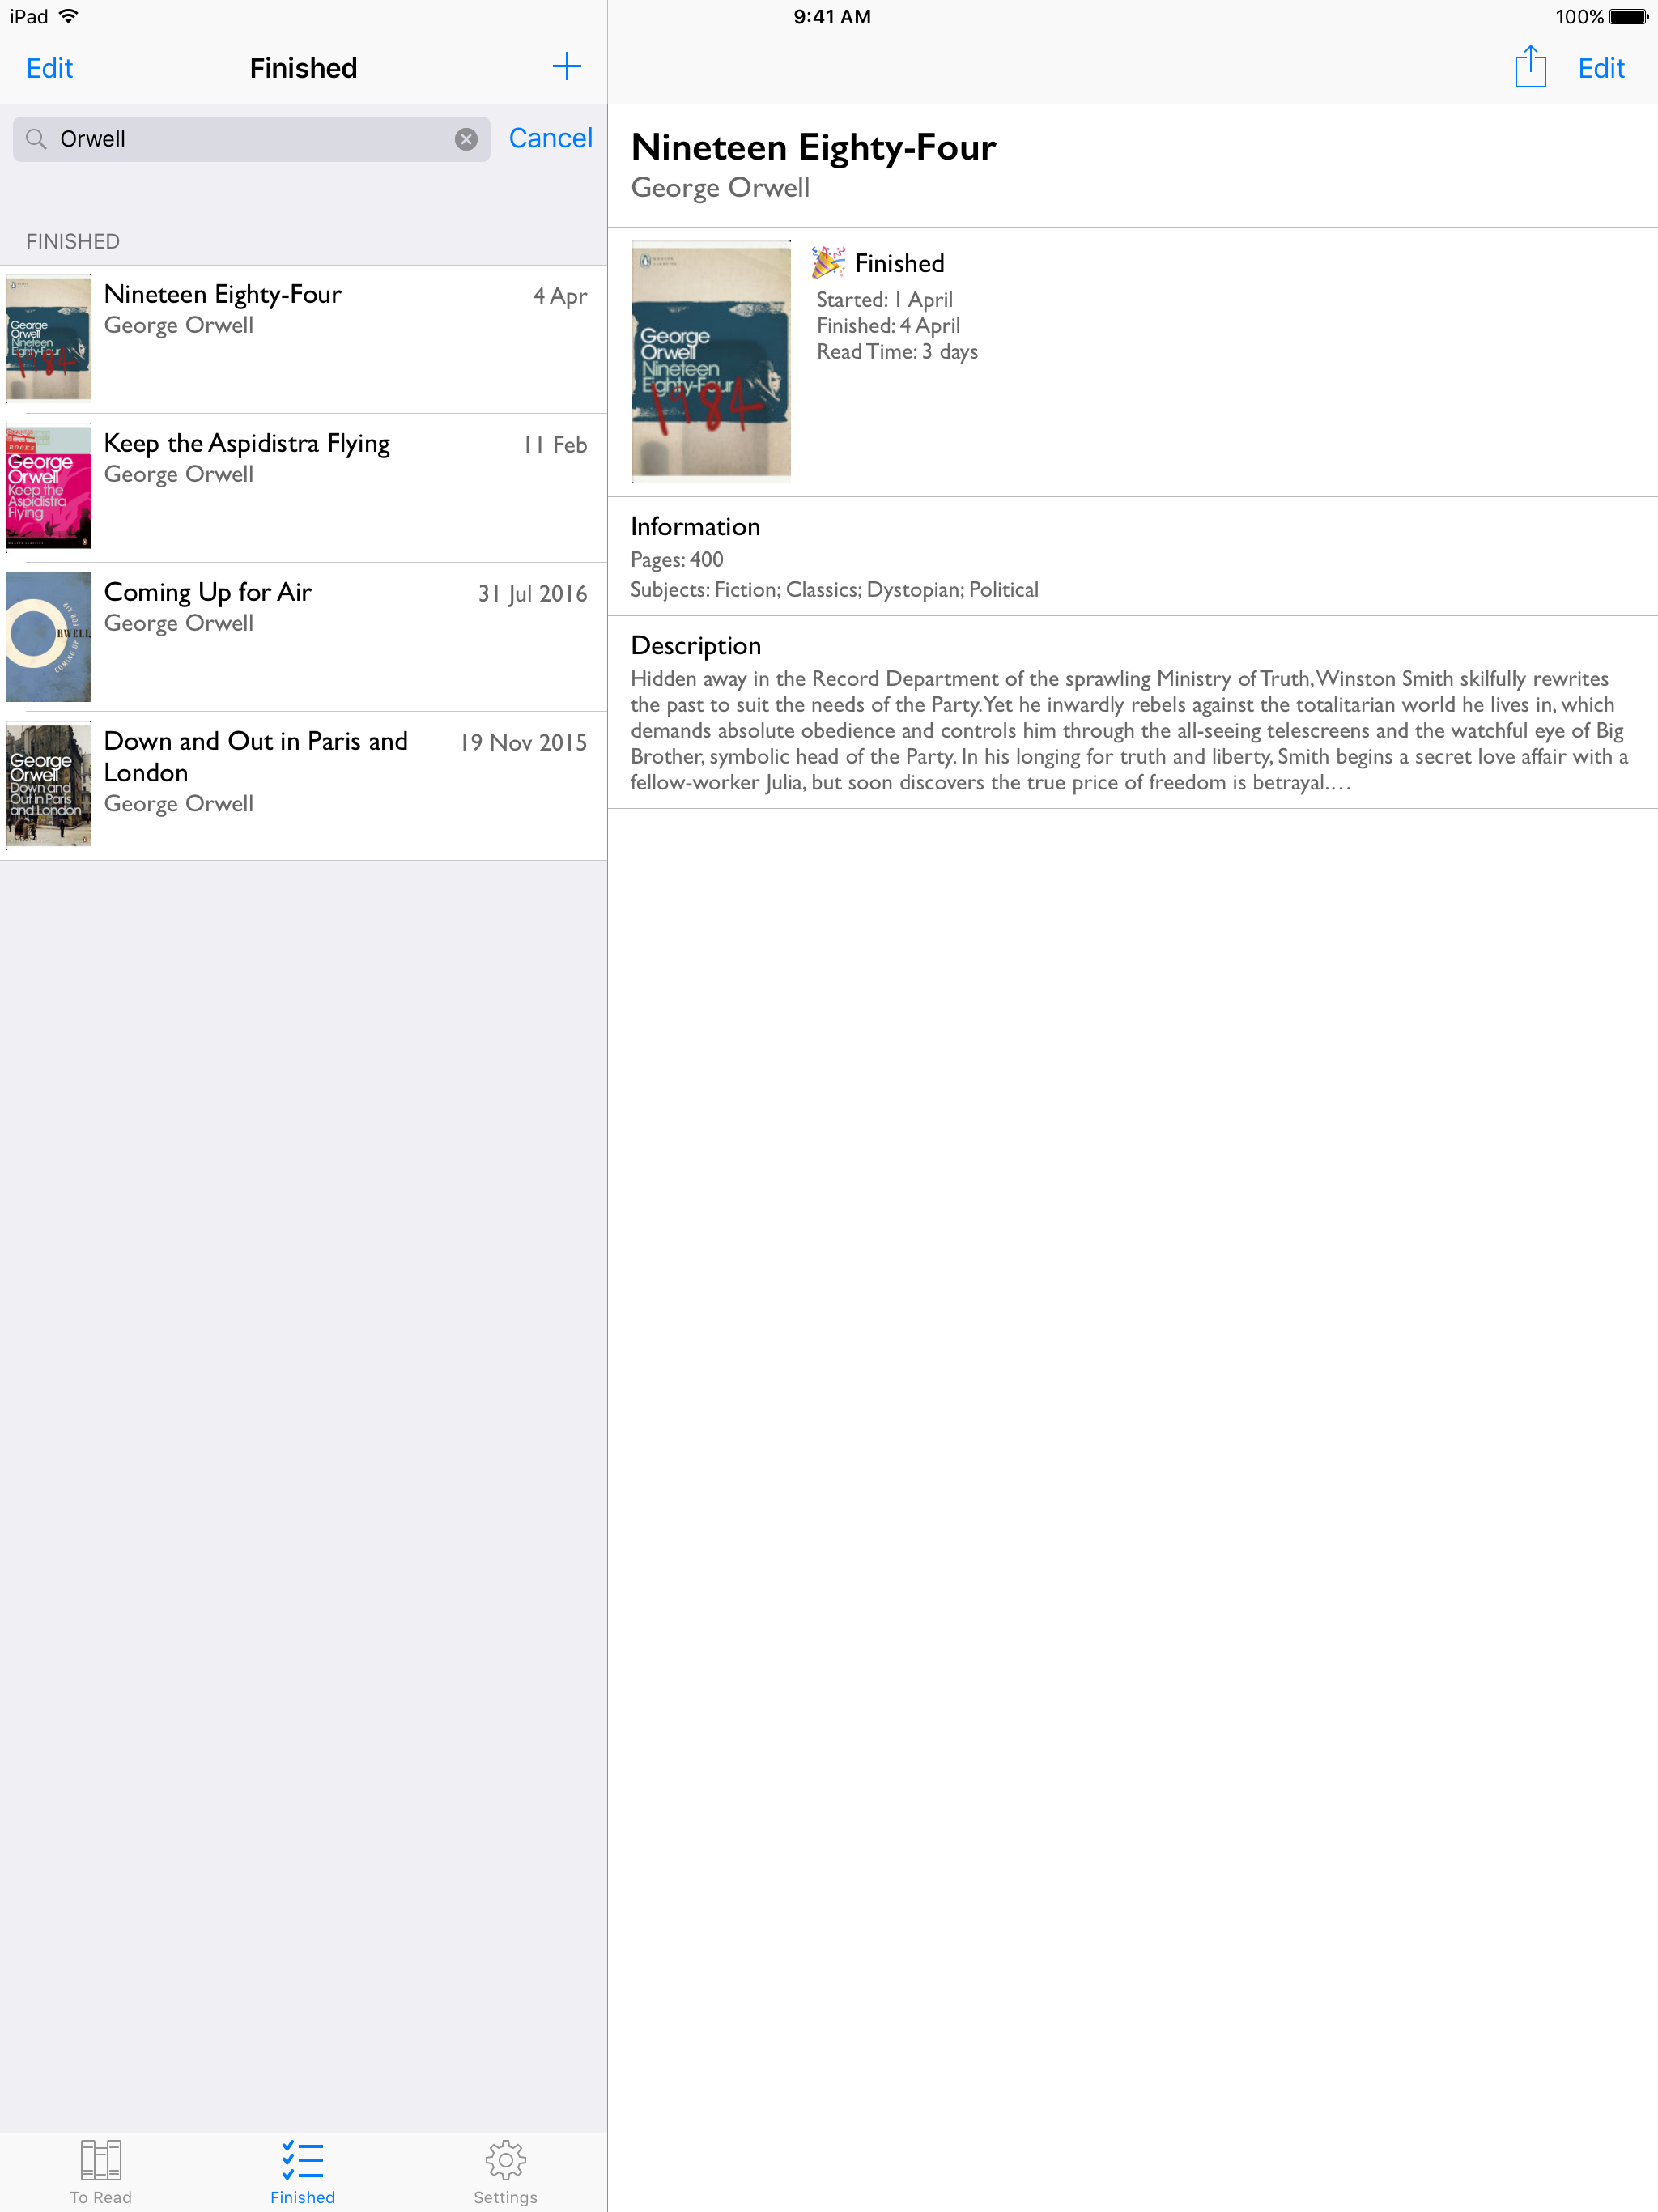 iPad
9:41 AM
100%
Edit
Finished
Edit
Orwell
Cancel
FINISHED
Nineteen Eighty-Four
4 Apr
George Orwell
George
Orwell
Nineteen
Eighty-Four
1984
Keep the Aspidistra Flying
11 Feb
George Orwell
BOOKS
George
Orwell
Keep the
Aspidistra
Flying
Coming Up for Air
31 Jul 2016
George Orwell
ORWELL
COMING UP FOR AIR
Down and Out in Paris and
London
19 Nov 2015
George Orwell
George
Orwell
Down and
Out in Paris
and London
To Read
Finished
Settings
Nineteen Eighty-Four
George Orwell
George
Orwell
Nineteen
Eighty-Four
1984
Finished
Started: 1 April
Finished: 4 April
Read Time: 3 days
Information
Pages: 400
Subjects: Fiction; Classics; Dystopian; Political
Description
Hidden away in the Record Department of the sprawling Ministry of Truth, Winston Smith skilfully rewrites
the past to suit the needs of the Party. Yet he inwardly rebels against the totalitarian world he lives in, which
demands absolute obedience and controls him through the all-seeing telescreens and the watchful eye of Big
Brother, symbolic head of the Party. In his longing for truth and liberty, Smith begins a secret love affair with a
fellow-worker Julia, but soon discovers the true price of freedom is betrayal.…